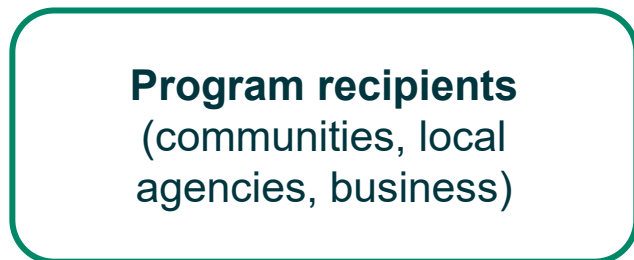 Program recipients
(communities, local
agencies, business)